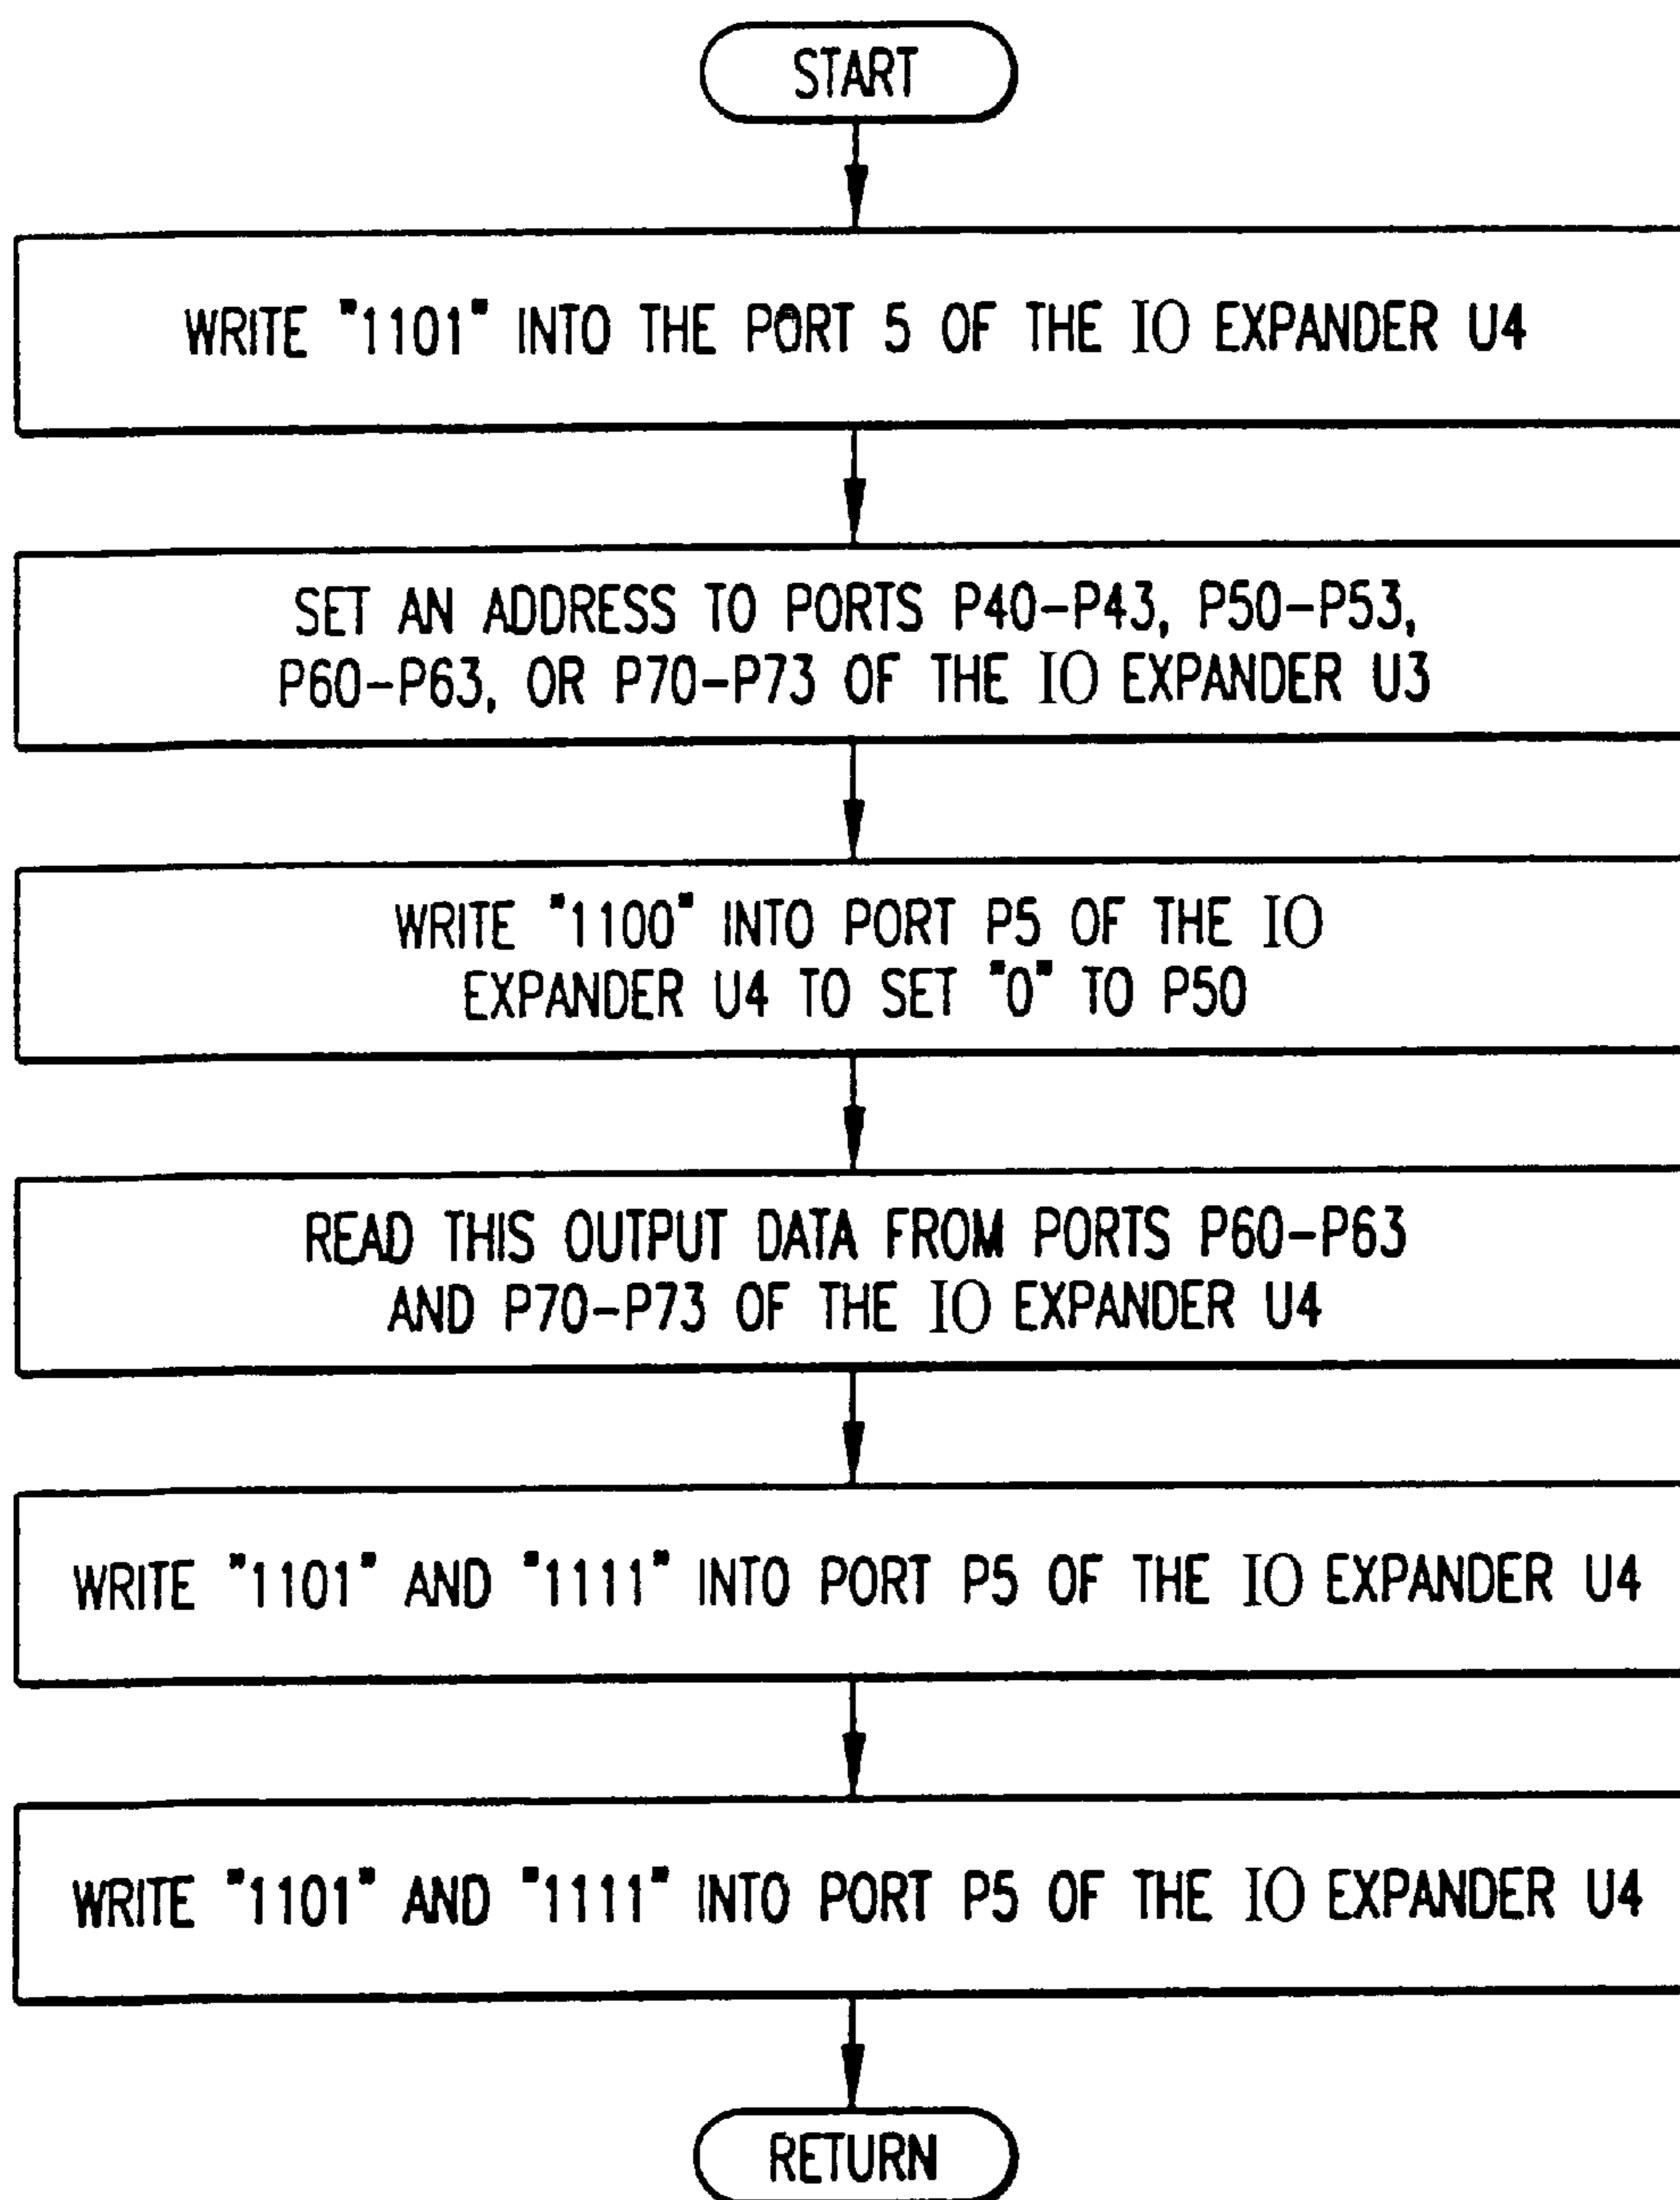 START
WRITE "1101" INTO THE PORT 5 OF THE IO EXPANDER U4
SET AN ADDRESS TO PORTS P40-P43, P50-P53,
P60-P63, OR P70-P73 OF THE IO EXPANDER U3
WRITE "1100" INTO PORT P5 OF THE IO
EXPANDER U4 TO SET "0" TO P50
READ THIS OUTPUT DATA FROM PORTS P60-P63
AND P70-P73 OF THE IO EXPANDER U4
WRITE "1101" AND "1111" INTO PORT P5 OF THE IO EXPANDER U4
WRITE "1101" AND "1111" INTO PORT P5 OF THE IO EXPANDER U4
RETURN